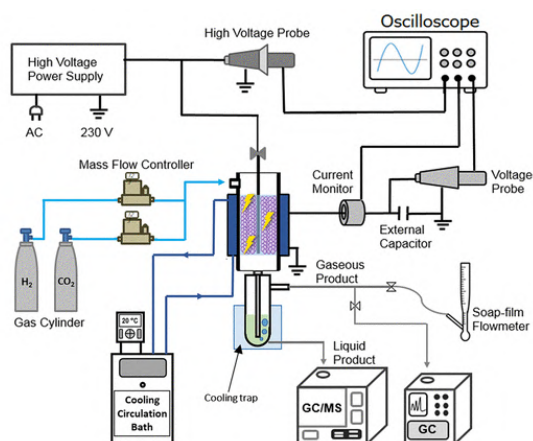 Oscilloscope
High Voltage Probe
High Voltage
Power Supply
AC
230 V
Mass Flow Controller
Current
Monitor
Voltage
Probe
External
Capacitor
H2
CO2
Gas Cylinder
Gaseous
Product
Soap-film
Flowmeter
20 °C
Cooling
Circulation
Bath
Cooling trap
Liquid
Product
GC/MS
GC